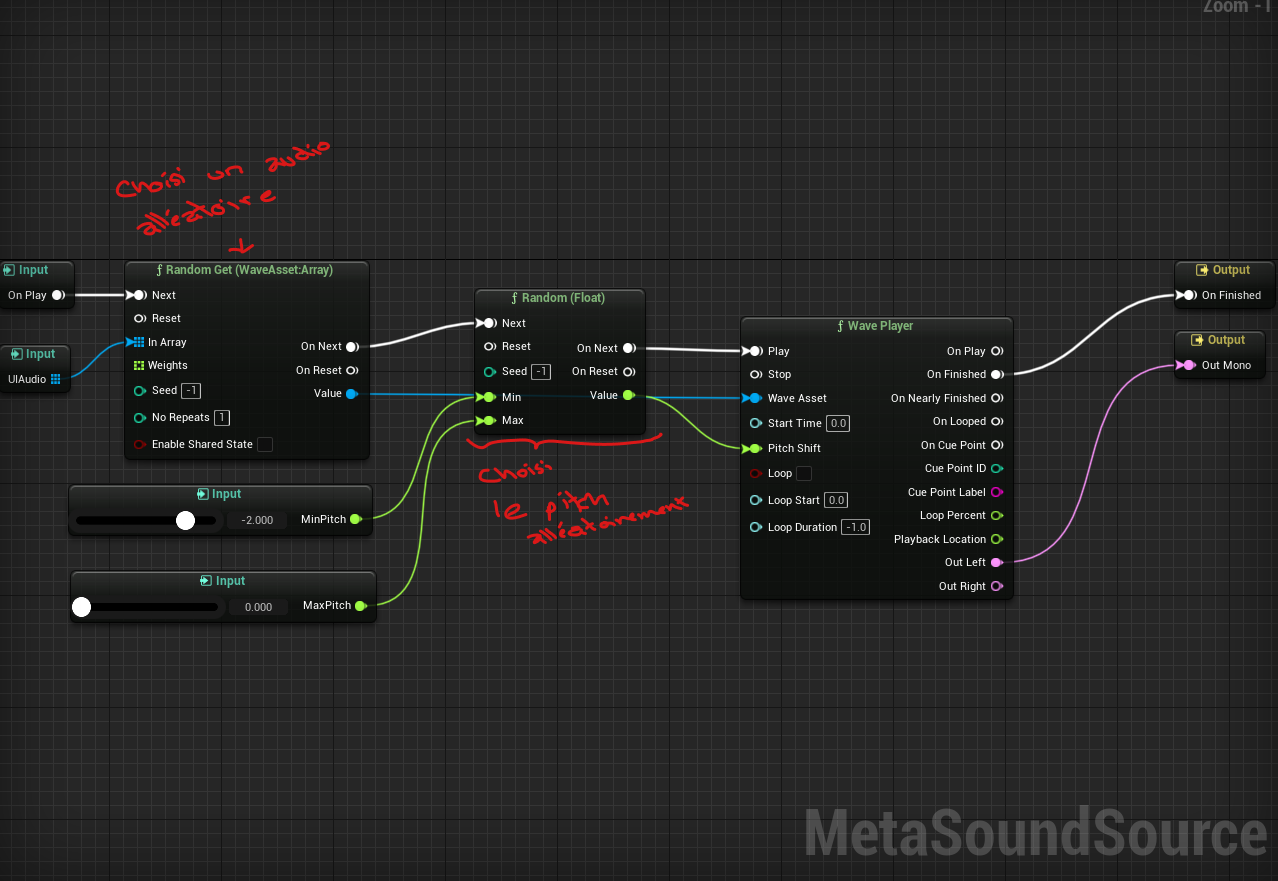 Zoom -1
Choisi un audio
alléatoire
Input
On Play
Input
UIAudio
Random Get (WaveAsset:Array)
Next
Reset
In Array
Weights
Seed -1
No Repeats 1
Enable Shared State
On Next
On Reset
Value
Input
-2.000 MinPitch
Input
0.000 MaxPitch
Random (Float)
Next
Reset
Seed -1
Min
Max
On Next
On Reset
Value
Choisi
le pitch
alléatoirement
Wave Player
Play
Stop
Wave Asset
Start Time 0.0
Pitch Shift
Loop
Loop Start 0.0
Loop Duration -1.0
On Play
On Finished
On Nearly Finished
On Looped
On Cue Point
Cue Point ID
Cue Point Label
Loop Percent
Playback Location
Out Left
Out Right
Output
On Finished
Output
Out Mono
MetaSoundSource